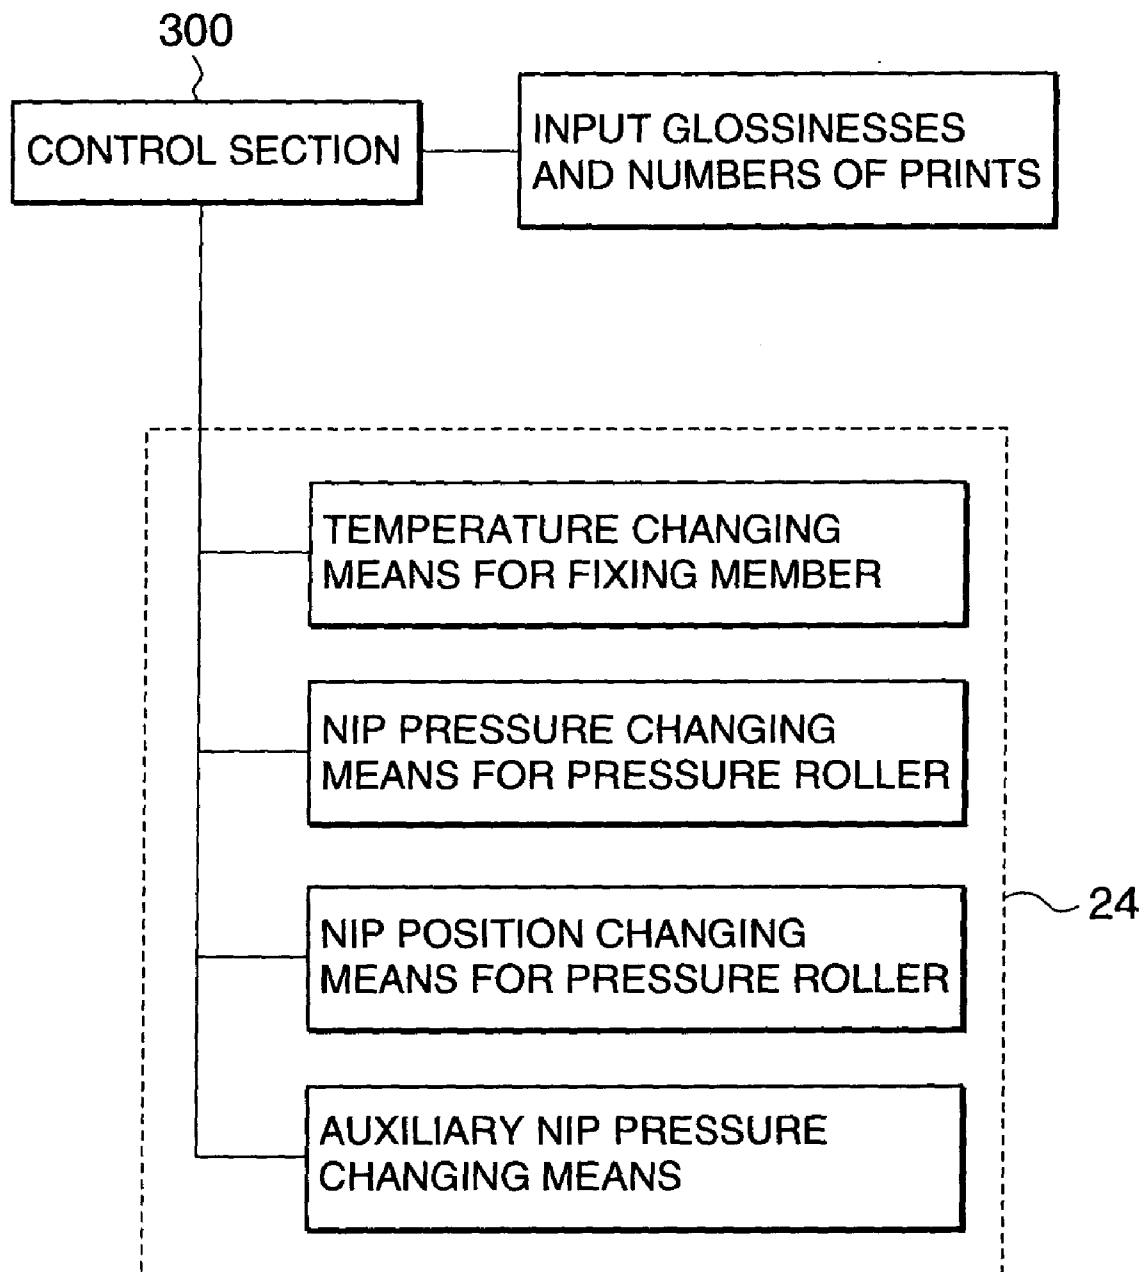 300
CONTROL SECTION
INPUT GLOSSINESSES
AND NUMBERS OF PRINTS
TEMPERATURE CHANGING
MEANS FOR FIXING MEMBER
NIP PRESSURE CHANGING
MEANS FOR PRESSURE ROLLER
NIP POSITION CHANGING
MEANS FOR PRESSURE ROLLER
24
AUXILIARY NIP PRESSURE
CHANGING MEANS